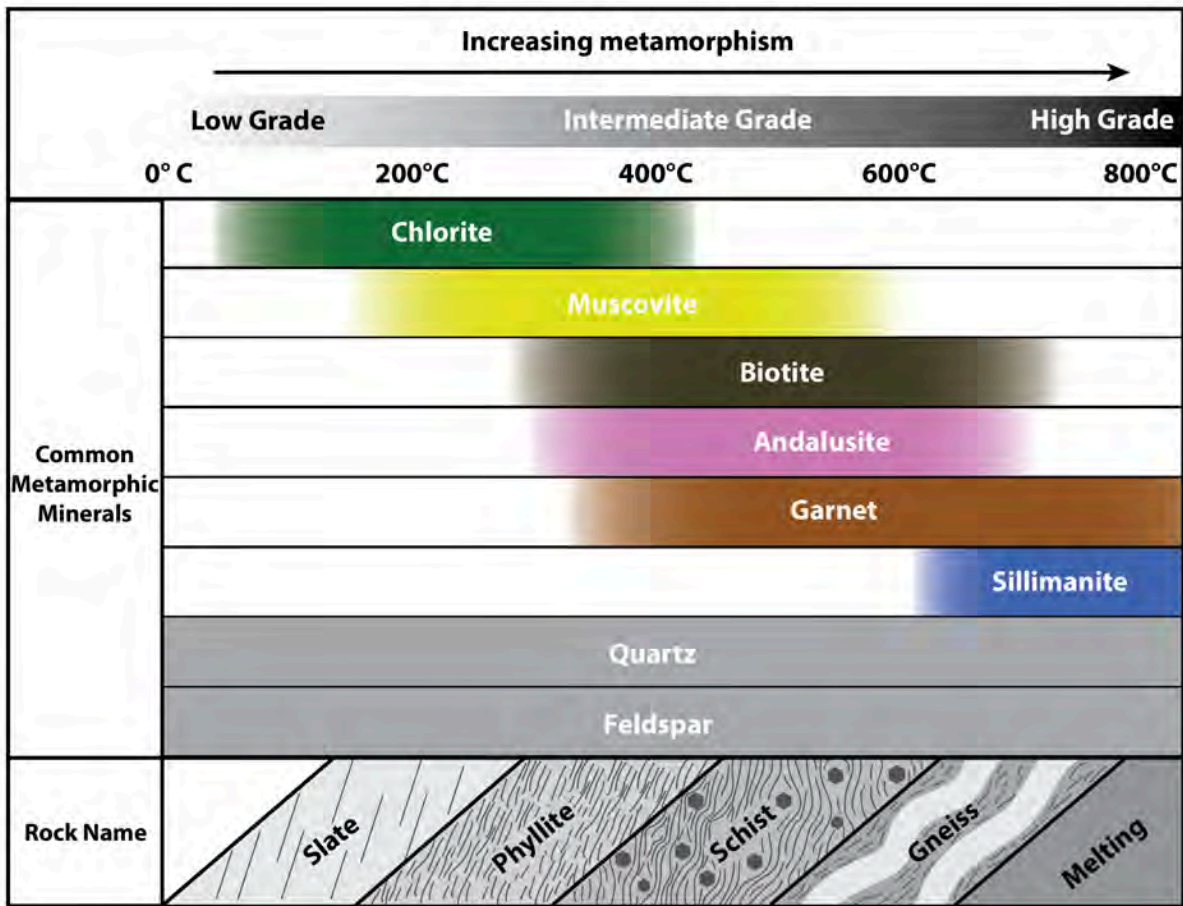 Increasing metamorphism
Low Grade Intermediate Grade High Grade
0° C 200°C 400°C 600°C 800°C
Common
Metamorphic
Minerals
Chlorite
Muscovite
Biotite
Andalusite
Garnet
Sillimanite
Quartz
Feldspar
Rock Name
Slate
Phyllite
Schist
Gneiss
Melting